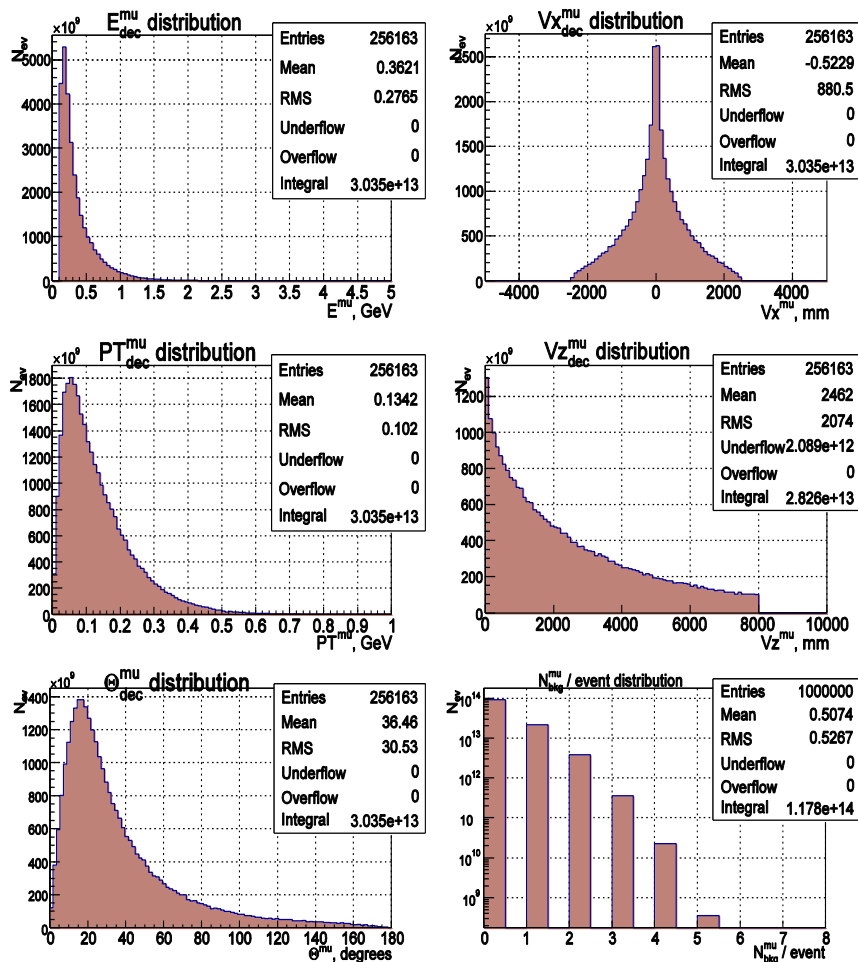 E^mu_dec distribution
×10^9
N_ev
Entries 256163
Mean 0.3621
RMS 0.2765
Underflow 0
Overflow 0
Integral 3.035e+13
5000
4000
3000
2000
1000
0
0 0.5 1 1.5 2 2.5 3 3.5 4 4.5 5
E^mu, GeV
Vx^mu_dec distribution
×10^9
N_ev
Entries 256163
Mean -0.5229
RMS 880.5
Underflow 0
Overflow 0
Integral 3.035e+13
2500
2000
1500
1000
500
0
-4000 -2000 0 2000 4000
Vx^mu, mm
PT^mu_dec distribution
×10^9
N_ev
Entries 256163
Mean 0.1342
RMS 0.102
Underflow 0
Overflow 0
Integral 3.035e+13
1800
1600
1400
1200
1000
800
600
400
200
0
0 0.1 0.2 0.3 0.4 0.5 0.6 0.7 0.8 0.9 1
PT^mu, GeV
Vz^mu_dec distribution
×10^9
N_ev
Entries 256163
Mean 2462
RMS 2074
Underflow 2.089e+12
Overflow 0
Integral 2.826e+13
1200
1000
800
600
400
200
0
0 2000 4000 6000 8000 10000
Vz^mu, mm
Θ^mu_dec distribution
×10^9
N_ev
Entries 256163
Mean 36.46
RMS 30.53
Underflow 0
Overflow 0
Integral 3.035e+13
1400
1200
1000
800
600
400
200
0
0 20 40 60 80 100 120 140 160 180
Θ^mu, degrees
N^mu_bkg / event distribution
N_ev
Entries 1000000
Mean 0.5074
RMS 0.5267
Underflow 0
Overflow 0
Integral 1.178e+14
10^14
10^13
10^12
10
10^10
10^9
0 1 2 3 4 5 6 7 8
N^mu_bkg / event